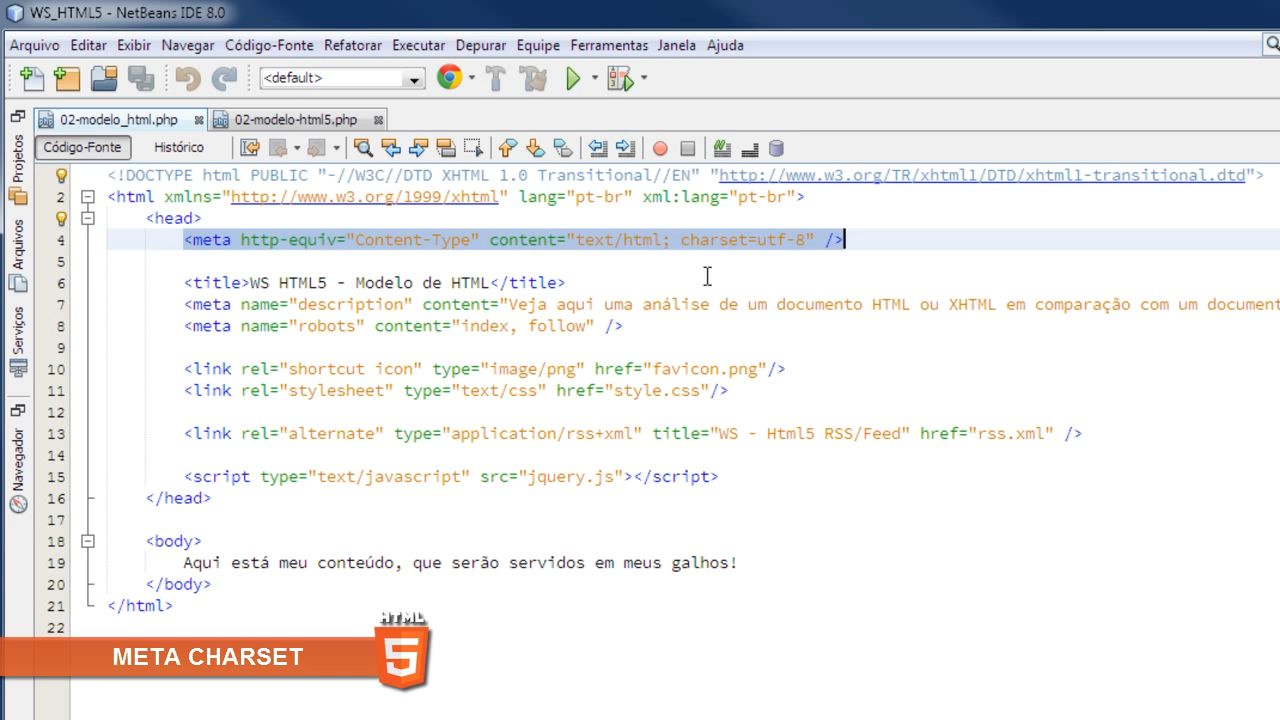 WS_HTML5 - NetBeans IDE 8.0
Arquivo Editar Exibir Navegar Código-Fonte Refatorar Executar Depurar Equipe Ferramentas Janela Ajuda
<default>
02-modelo_html.php 02-modelo-html5.php
Código-Fonte Histórico
Projetos
Arquivos
Serviços
Navegador
<!DOCTYPE html PUBLIC "-//W3C//DTD XHTML 1.0 Transitional//EN" "http://www.w3.org/TR/xhtml1/DTD/xhtml1-transitional.dtd">
2 <html xmlns="http://www.w3.org/1999/xhtml" lang="pt-br" xml:lang="pt-br">
<head>
4 <meta http-equiv="Content-Type" content="text/html; charset=utf-8" />
5
6 <title>WS HTML5 - Modelo de HTML</title>
7 <meta name="description" content="Veja aqui uma análise de um documento HTML ou XHTML em comparação com um document
8 <meta name="robots" content="index, follow" />
9
10 <link rel="shortcut icon" type="image/png" href="favicon.png"/>
11 <link rel="stylesheet" type="text/css" href="style.css"/>
12
13 <link rel="alternate" type="application/rss+xml" title="WS - Html5 RSS/Feed" href="rss.xml" />
14
15 <script type="text/javascript" src="jquery.js"></script>
16 </head>
17
18 <body>
19 Aqui está meu conteúdo, que serão servidos em meus galhos!
20 </body>
21 </html>
22
HTML
5
META CHARSET